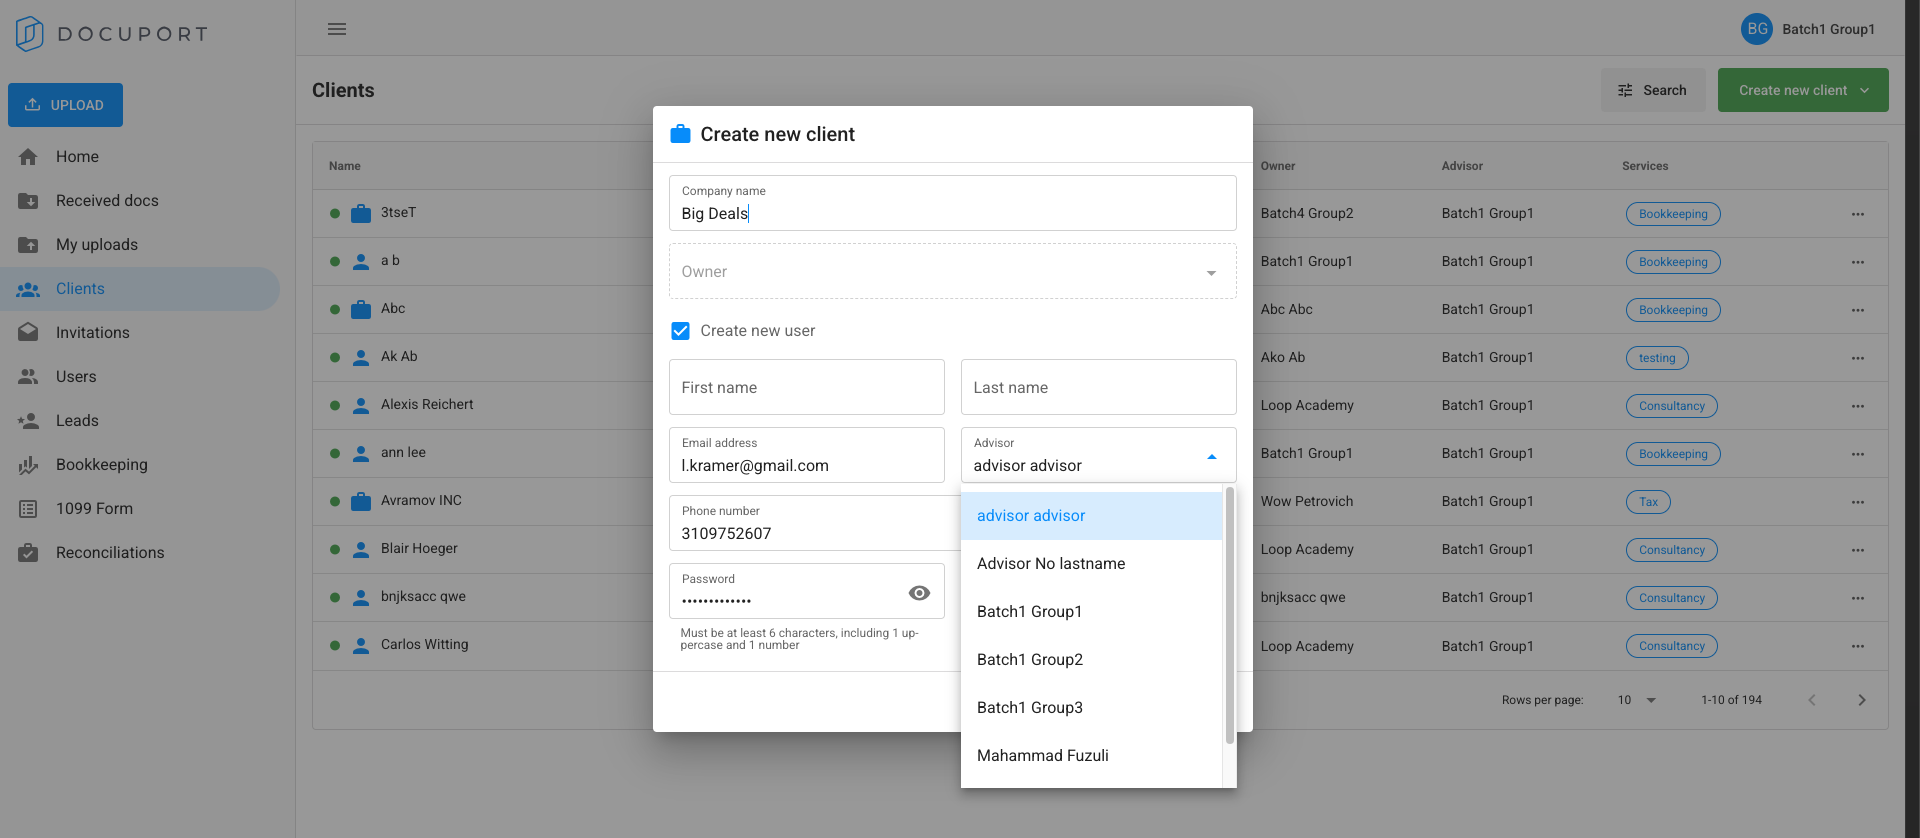 DOCUPORT
BG Batch1 Group1
UPLOAD
Home
Received docs
My uploads
Clients
Invitations
Users
Leads
Bookkeeping
1099 Form
Reconciliations
Clients
Search
Create new client
Name
Owner Advisor Services
3tseT
Batch4 Group2 Batch1 Group1 Bookkeeping
a b
Batch1 Group1 Batch1 Group1 Bookkeeping
Abc
Abc Abc Batch1 Group1 Bookkeeping
Ak Ab
Ako Ab Batch1 Group1 testing
Alexis Reichert
Loop Academy Batch1 Group1 Consultancy
ann lee
Batch1 Group1 Batch1 Group1 Bookkeeping
Avramov INC
Wow Petrovich Batch1 Group1 Tax
Blair Hoeger
Loop Academy Batch1 Group1 Consultancy
bnjksacc qwe
bnjksacc qwe Batch1 Group1 Consultancy
Carlos Witting
Loop Academy Batch1 Group1 Consultancy
Rows per page: 10 1-10 of 194
Create new client
Company name
Big Deals
Owner
Create new user
First name
Last name
Email address
l.kramer@gmail.com
Advisor
advisor advisor
Phone number
3109752607
Password
•••••••••••••
Must be at least 6 characters, including 1 up-
percase and 1 number
advisor advisor
Advisor No lastname
Batch1 Group1
Batch1 Group2
Batch1 Group3
Mahammad Fuzuli